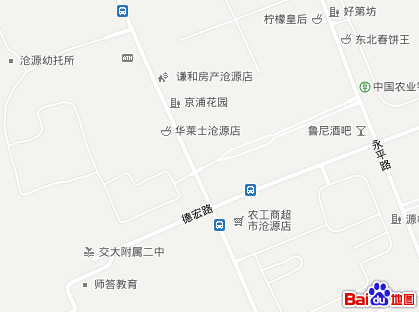 柠檬皇后
好第坊
东北春饼王
沧源幼托所
ATM
谦和房产沧源店
中国农业
京浦花园
华莱士沧源店
鲁尼酒吧
永平路
德宏路
农工商超
市沧源店
源
交大附属二中
师答教育
Bai du 地图